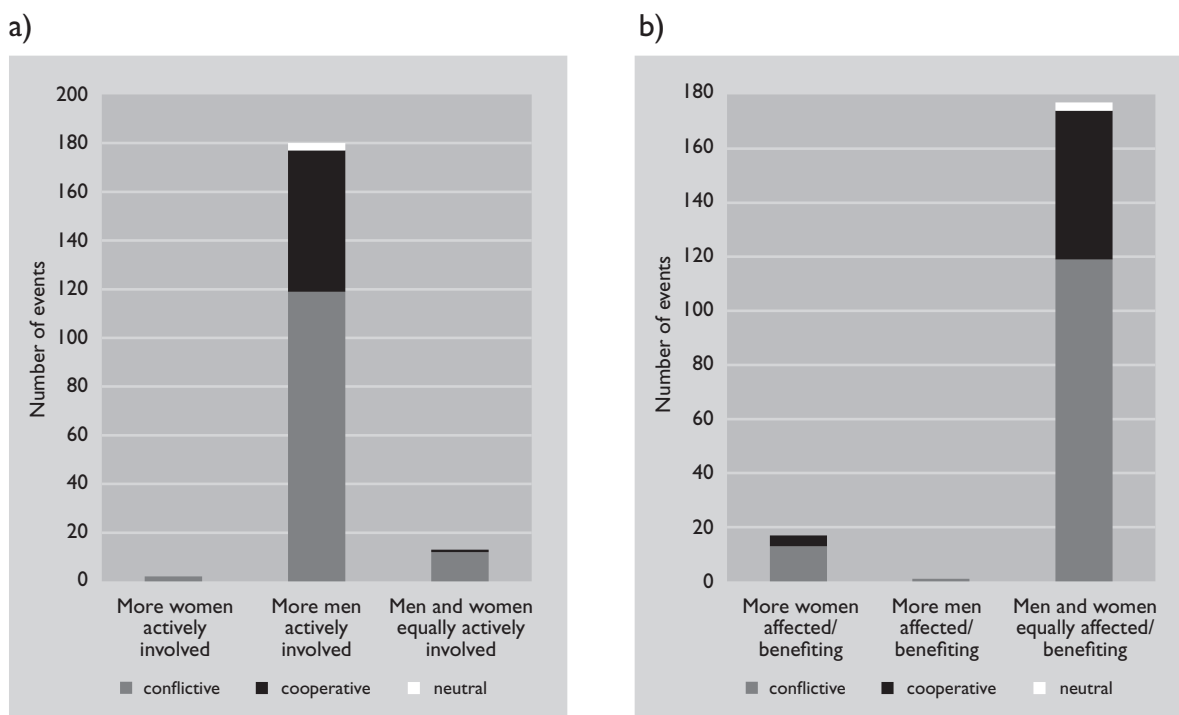 a)
Number of events
200
180
160
140
120
100
80
60
40
20
0
More women
actively
involved
More men
actively
involved
Men and women
equally actively
involved
conflictive cooperative neutral
b)
Number of events
180
160
140
120
100
80
60
40
20
0
More women
affected/
benefiting
More men
affected/
benefiting
Men and women
equally affected/
benefiting
conflictive cooperative neutral